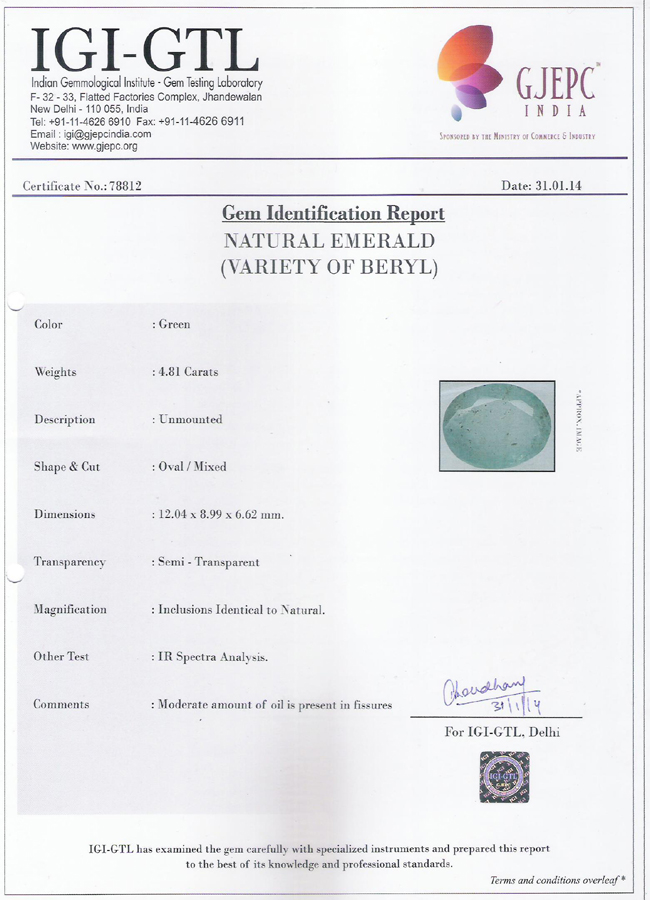 IGI-GTL
Indian Gemmological Institute - Gem Testing Laboratory
F- 32 - 33, Flatted Factories Complex, Jhandewalan
New Delhi - 110 055, India
Tel: +91-11-4626 6910 Fax: +91-11-4626 6911
Email : igi@gjepcindia.com
Website: www.gjepc.org
GJEPC™
INDIA
SPONSORED BY THE MINISTRY OF COMMERCE & INDUSTRY
Certificate No.: 78812 Date: 31.01.14
Gem Identification Report
NATURAL EMERALD
(VARIETY OF BERYL)
Color : Green
Weights : 4.81 Carats
Description : Unmounted
Shape & Cut : Oval / Mixed
Dimensions : 12.04 x 8.99 x 6.62 mm.
Transparency : Semi - Transparent
Magnification : Inclusions Identical to Natural.
Other Test : IR Spectra Analysis.
Comments : Moderate amount of oil is present in fissures
*APPROX. IMAGE
31/1/14
For IGI-GTL, Delhi
IGI-GTL
GJEPC
IGI-GTL has examined the gem carefully with specialized instruments and prepared this report
to the best of its knowledge and professional standards.
Terms and conditions overleaf *